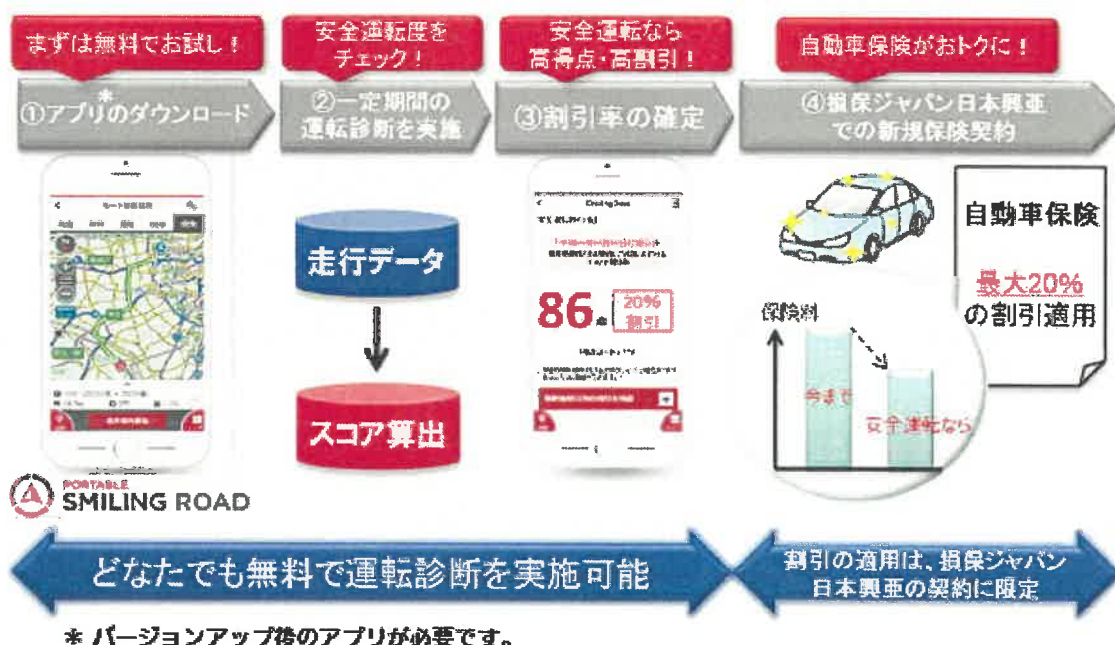 まずは無料でお試し！
安全運転度を
チェック！
安全運転なら
高得点・高割引！
自動車保険がおトクに！
*
①アプリのダウンロード
②一定期間の
運転診断を実施
③割引率の確定
④損保ジャパン日本興亜
での新規保険契約
走行データ
スコア算出
86
20%
割引
自動車保険
最大20%
の割引適用
保険料
今まで
安全運転なら
PORTABLE
SMILING ROAD
どなたでも無料で運転診断を実施可能
割引の適用は、損保ジャパン
日本興亜の契約に限定
* バージョンアップ後のアプリが必要です。